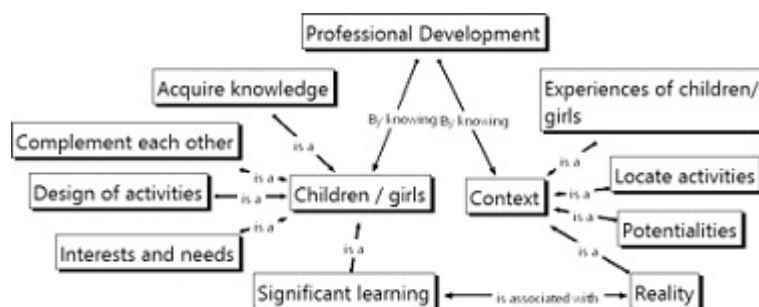 Professional Development
Acquire knowledge
Experiences of children/
girls
By knowing
By knowing
is a
Complement each other
is a
is a
Locate activities
Design of activities
is a
Children / girls
Context
is a
is a
Potentialities
Interests and needs
is a
is a
is a
Significant learning
is associated with
Reality